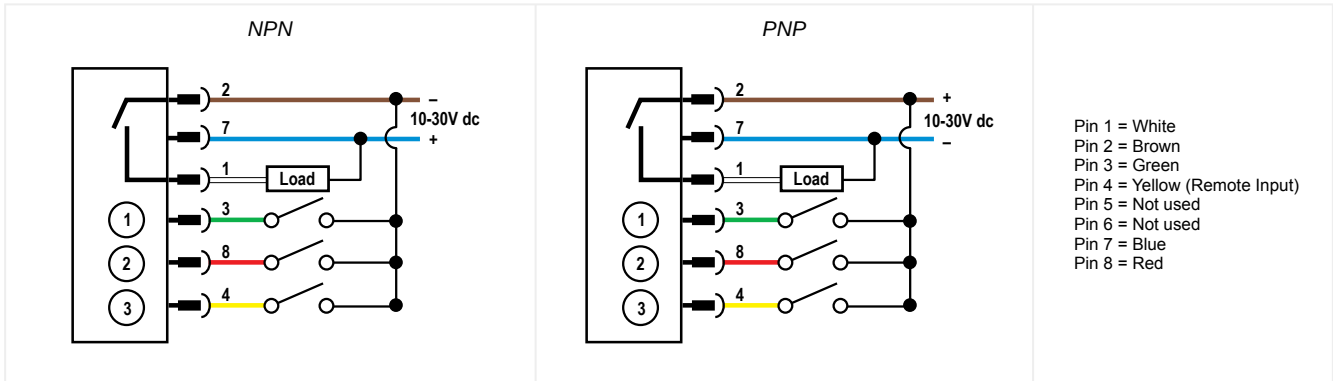 NPN
2
–
10-30V dc
7
+
1
Load
1
3
2
8
3
4
PNP
2
+
10-30V dc
7
–
1
Load
1
3
2
8
3
4
Pin 1 = White
Pin 2 = Brown
Pin 3 = Green
Pin 4 = Yellow (Remote Input)
Pin 5 = Not used
Pin 6 = Not used
Pin 7 = Blue
Pin 8 = Red